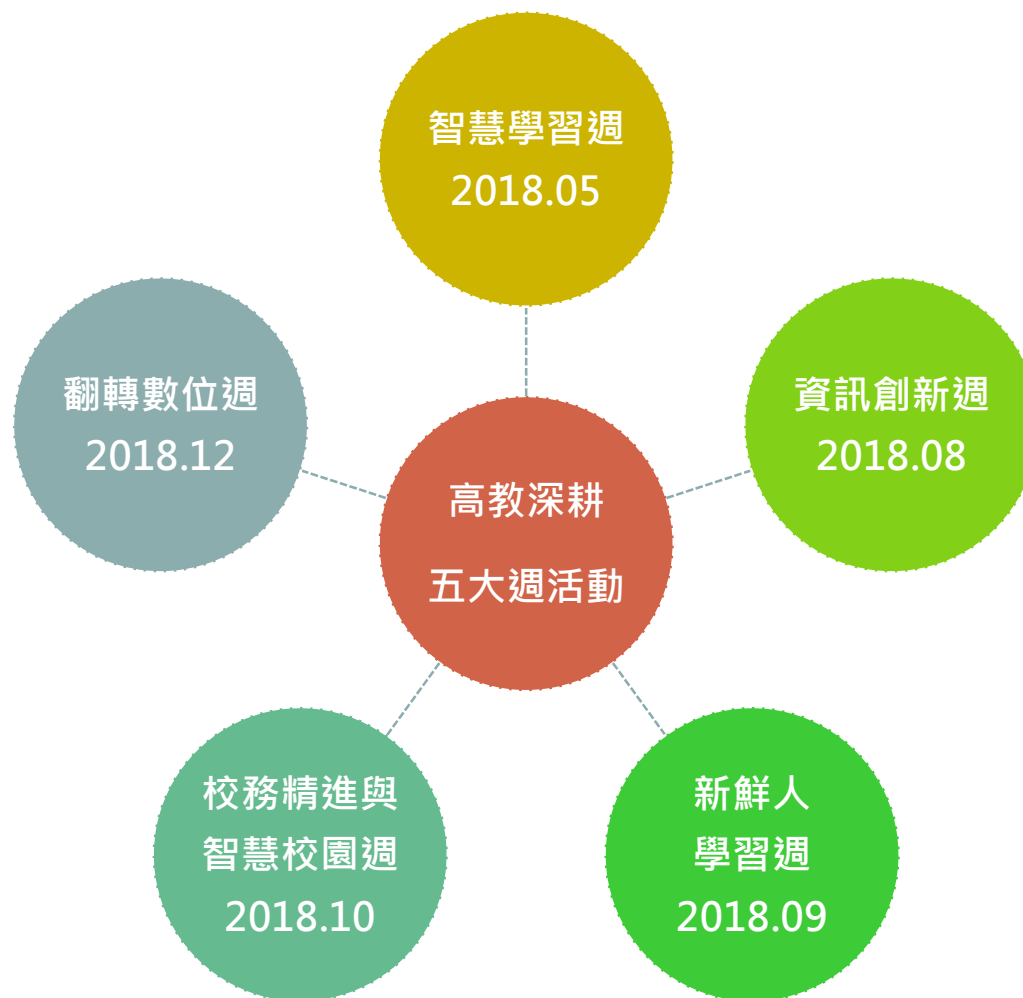 智慧學習週
2018.05
資訊創新週
2018.08
新鮮人
學習週
2018.09
校務精進與
智慧校園週
2018.10
翻轉數位週
2018.12
高教深耕
五大週活動